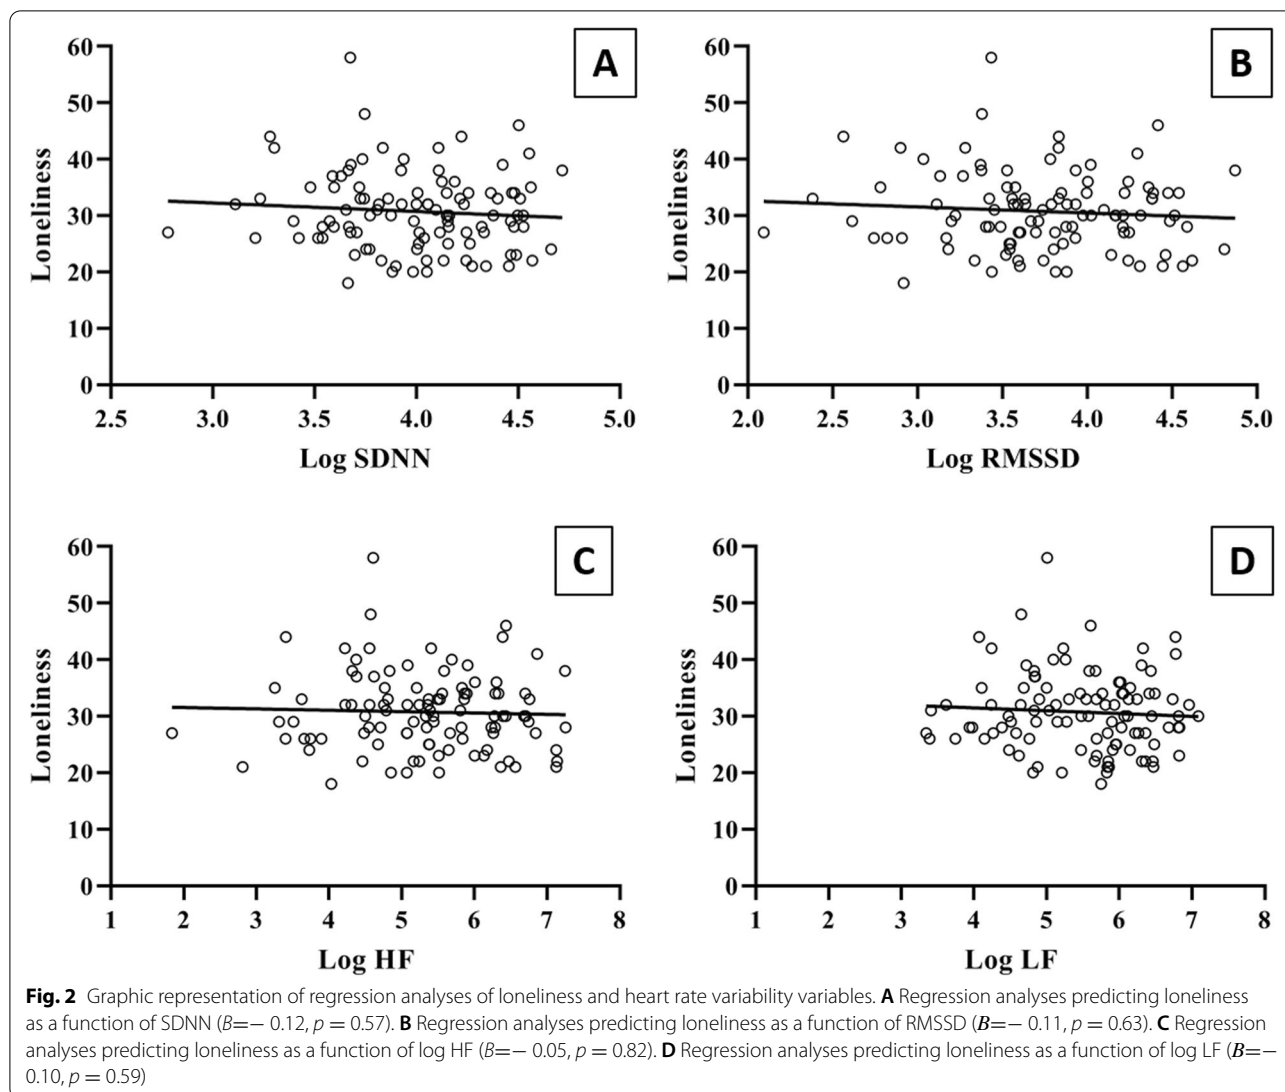 A
60
50
40
30
20
10
0
Loneliness
2.5 3.0 3.5 4.0 4.5 5.0
Log SDNN
B
60
50
40
30
20
10
0
Loneliness
2.0 2.5 3.0 3.5 4.0 4.5 5.0
Log RMSSD
C
60
50
40
30
20
10
0
Loneliness
1 2 3 4 5 6 7 8
Log HF
D
60
50
40
30
20
10
0
Loneliness
1 2 3 4 5 6 7 8
Log LF
Fig. 2 Graphic representation of regression analyses of loneliness and heart rate variability variables. A Regression analyses predicting loneliness
as a function of SDNN (B=− 0.12, p = 0.57). B Regression analyses predicting loneliness as a function of RMSSD (B=− 0.11, p = 0.63). C Regression
analyses predicting loneliness as a function of log HF (B=− 0.05, p = 0.82). D Regression analyses predicting loneliness as a function of log LF (B=−
0.10, p = 0.59)